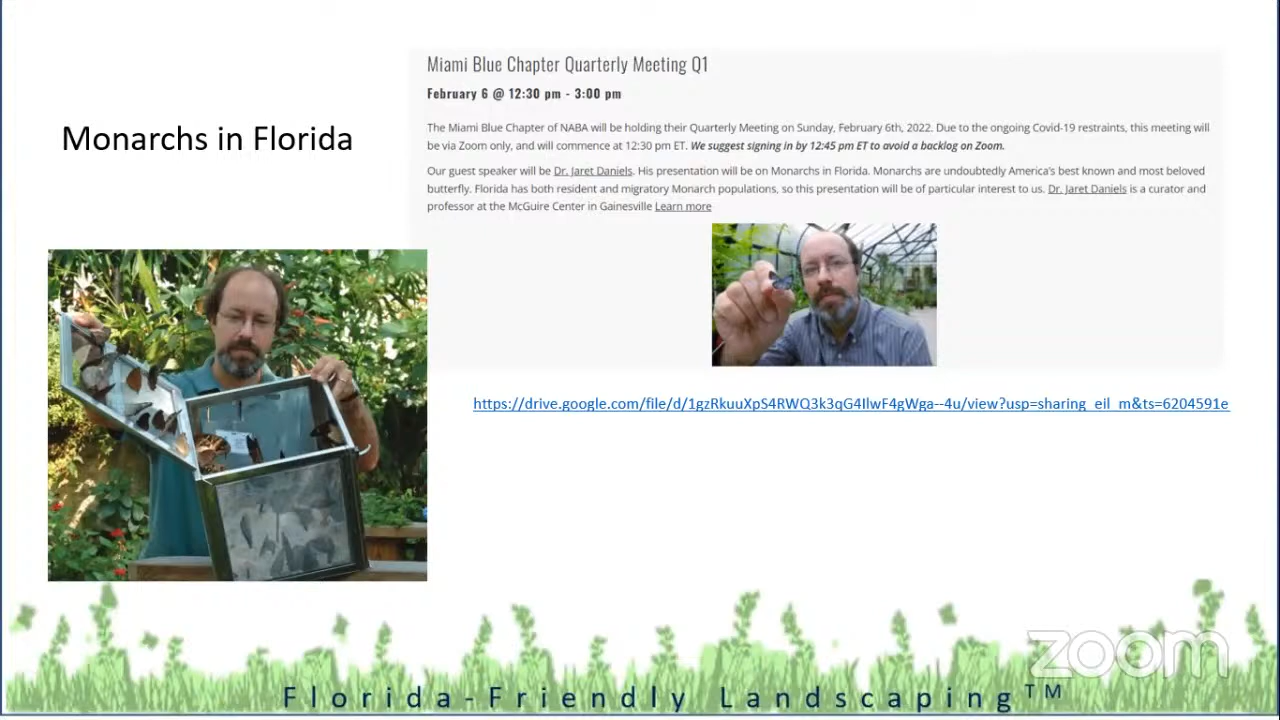 Miami Blue Chapter Quarterly Meeting Q1
February 6 @ 12:30 pm - 3:00 pm
Monarchs in Florida
The Miami Blue Chapter of NABA will be holding their Quarterly Meeting on Sunday, February 6th, 2022. Due to the ongoing Covid-19 restraints, this meeting
will be via Zoom only, and will commence at 12:30 pm ET. We suggest signing in by 12:45 pm ET to avoid a backlog on Zoom.
Our guest speaker will be Dr. Jaret Daniels. His presentation will be on Monarchs in Florida. Monarchs are undoubtedly America's best known and most beloved
butterfly. Florida has both resident and migratory Monarch populations, so this presentation will be of particular interest to us. Dr. Jaret Daniels is a curator and
professor at the McGuire Center in Gainesville Learn more
https://drive.google.com/file/d/1gzRkuuXpS4RWQ3k3qG4IlwF4gWga--4u/view?usp=sharing_eil_m&ts=6204591e
zoom
Florida-Friendly Landscaping™